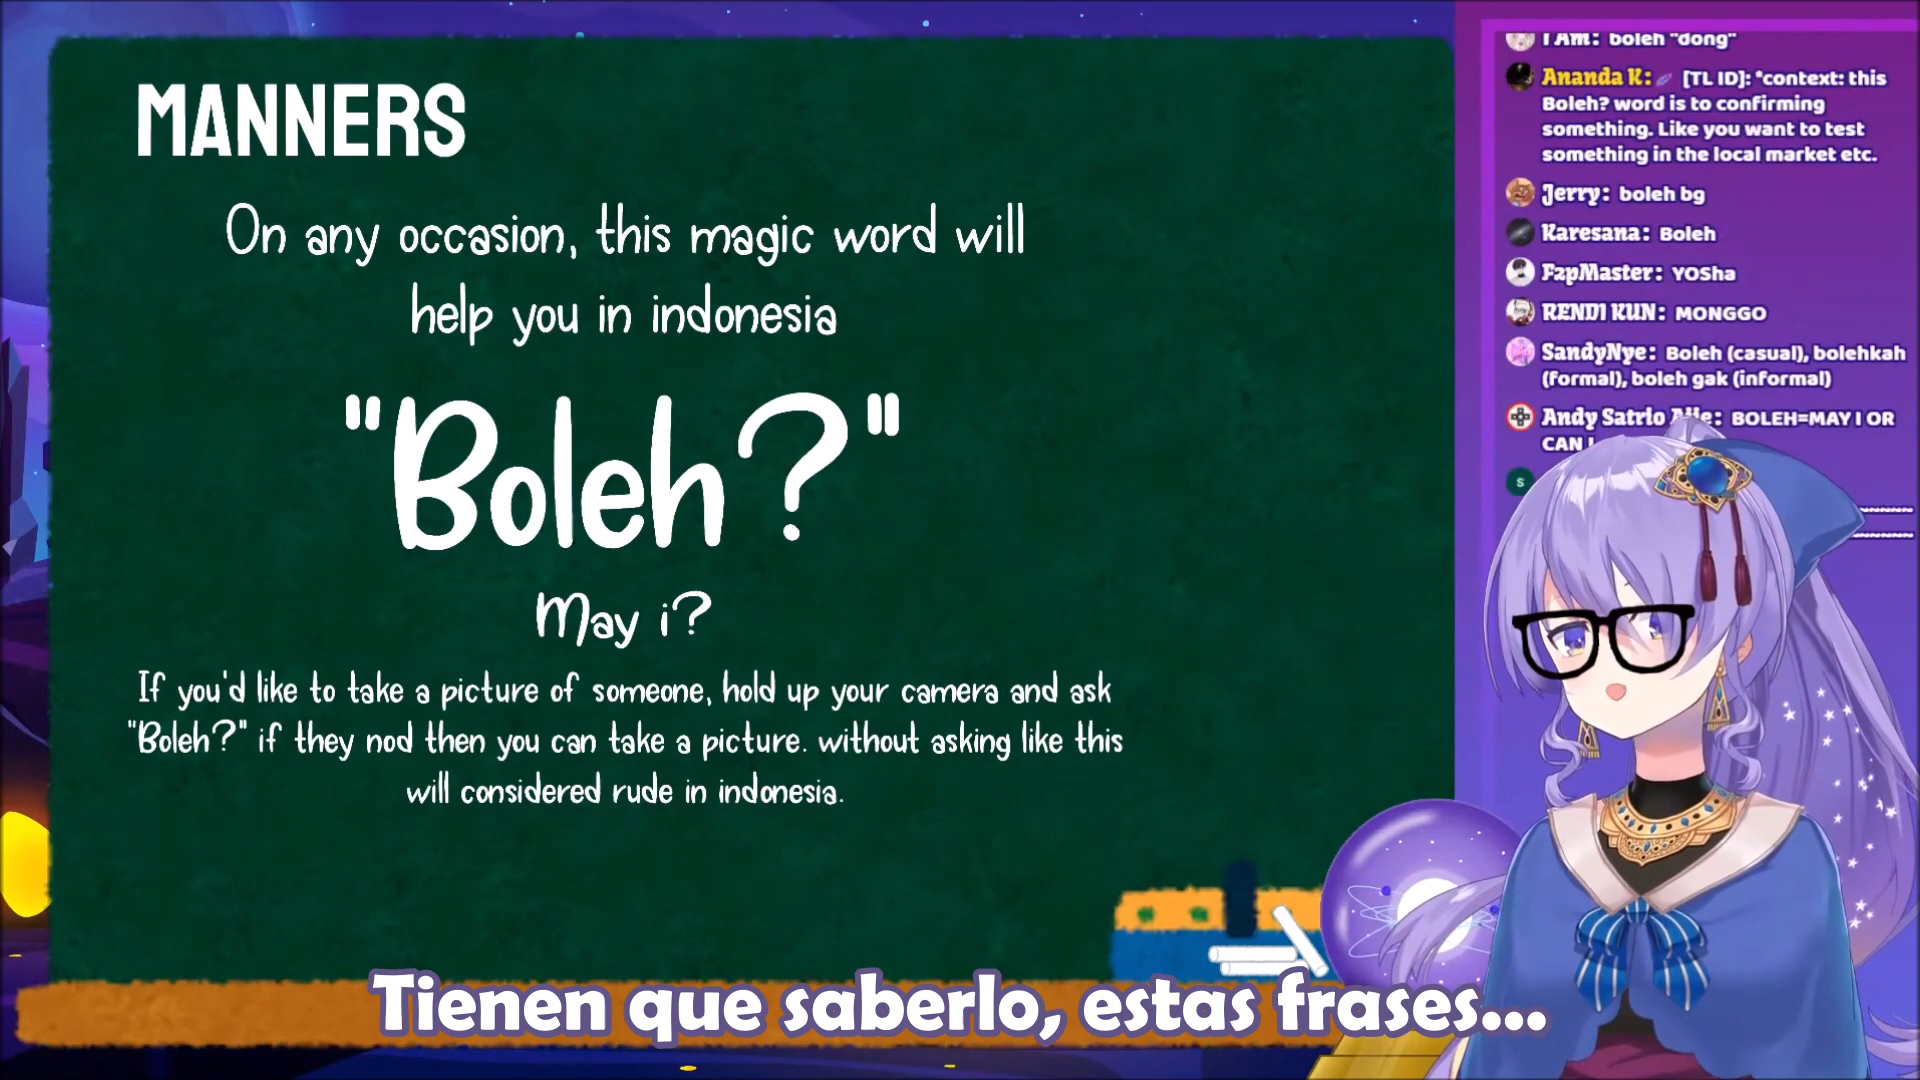 MANNERS
On any occasion, this magic word will
help you in indonesia
"Boleh?"
May i?
If you'd like to take a picture of someone, hold up your camera and ask
"Boleh?" if they nod then you can take a picture. without asking like this
will considered rude in indonesia.
I Am: boleh "dong"
Ananda K: [TL ID]: *context: this
Boleh? word is to confirming
something. Like you want to test
something in the local market etc.
Jerry: boleh bg
Karesana: Boleh
FzpMaster: YOSha
RENDI KUN: MONGGO
SandyNye: Boleh (casual), bolehkah
(formal), boleh gak (informal)
Andy Satrio: BOLEH=MAY I OR
CAN I
S
Tienen que saberlo, estas frases...